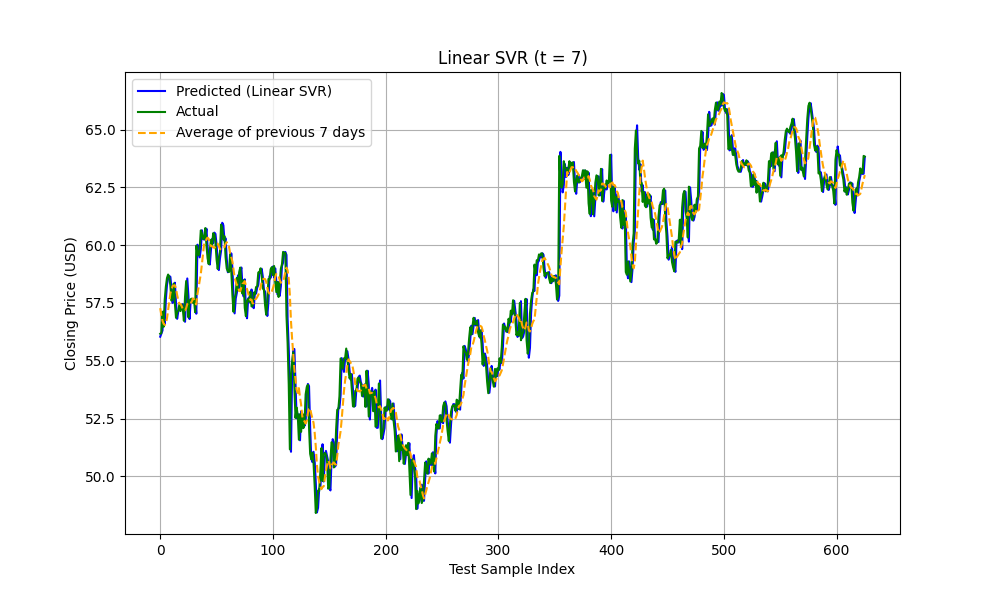 Linear SVR (t = 7)
Predicted (Linear SVR)
Actual
Average of previous 7 days
Closing Price (USD)
65.0
62.5
60.0
57.5
55.0
52.5
50.0
0 100 200 300 400 500 600
Test Sample Index